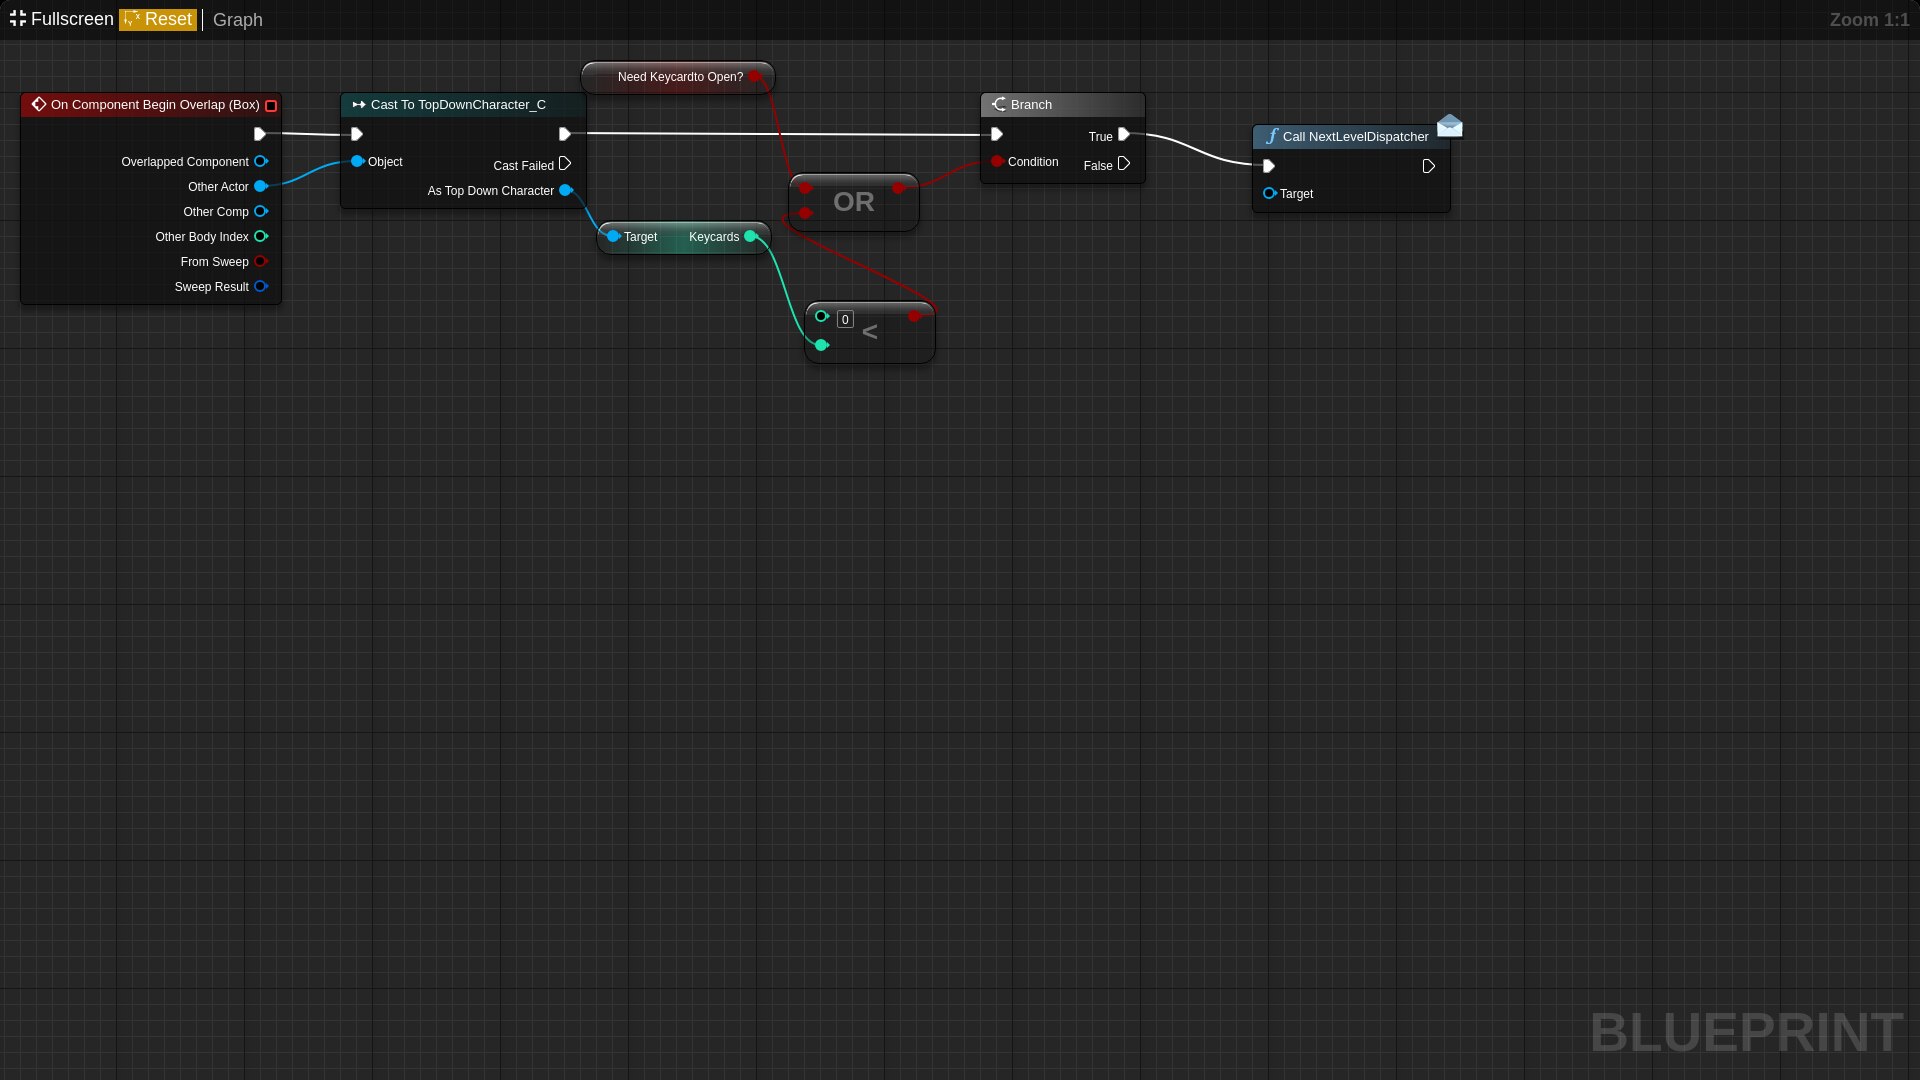 Fullscreen Reset Graph Zoom 1:1
Need Keycardto Open?
On Component Begin Overlap (Box)
Overlapped Component
Other Actor
Other Comp
Other Body Index
From Sweep
Sweep Result
Cast To TopDownCharacter_C
Object
Cast Failed
As Top Down Character
Target Keycards
OR
0
<
Branch
True
Condition
False
Call NextLevelDispatcher
Target
BLUEPRINT